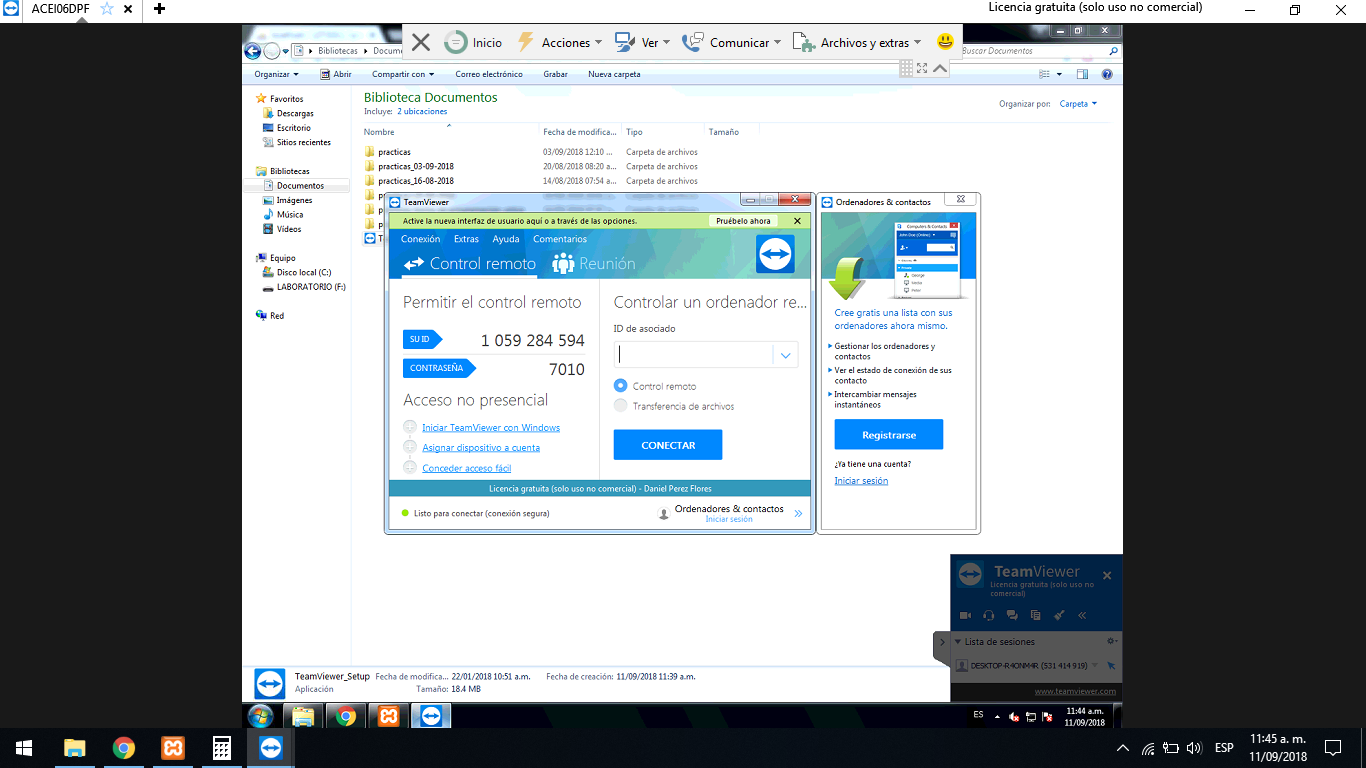 ACEI06DPF
Licencia gratuita (solo uso no comercial)
Inicio Acciones Ver Comunicar Archivos y extras
Bibliotecas Docume
Buscar Documentos
Organizar Abrir Compartir con Correo electrónico Grabar Nueva carpeta
Favoritos
Descargas
Escritorio
Sitios recientes
Bibliotecas
Documentos
Imágenes
Música
Vídeos
Equipo
Disco local (C:)
LABORATORIO (F:)
Red
Biblioteca Documentos
Incluye: 2 ubicaciones
Organizar por: Carpeta
Nombre Fecha de modifica... Tipo Tamaño
practicas 03/09/2018 12:10 ... Carpeta de archivos
practicas_03-09-2018 20/08/2018 08:20 a... Carpeta de archivos
practicas_16-08-2018 14/08/2018 07:54 a... Carpeta de archivos
TeamViewer
Active la nueva interfaz de usuario aquí o a través de las opciones. Pruébelo ahora
Conexión Extras Ayuda Comentarios
Control remoto Reunión
Permitir el control remoto
SU ID 1 059 284 594
CONTRASEÑA 7010
Acceso no presencial
Iniciar TeamViewer con Windows
Asignar dispositivo a cuenta
Conceder acceso fácil
Controlar un ordenador re...
ID de asociado
Control remoto
Transferencia de archivos
CONECTAR
Licencia gratuita (solo uso no comercial) - Daniel Perez Flores
Listo para conectar (conexión segura)
Ordenadores & contactos
Iniciar sesión
Ordenadores & contactos
Computers & Contacts
John Doe (Online)
George
Peter
Cree gratis una lista con sus
ordenadores ahora mismo.
Gestionar los ordenadores y
contactos
Ver el estado de conexión de sus
contacto
Intercambiar mensajes
instantáneos
Registrarse
¿Ya tiene una cuenta?
Iniciar sesión
TeamViewer
Licencia gratuita (solo uso no
comercial)
Lista de sesiones
DESKTOP-R4ONM4R (531 414 919)
www.teamviewer.com
TeamViewer_Setup Fecha de modifica... 22/01/2018 10:51 a.m. Fecha de creación: 11/09/2018 11:39 a.m.
Aplicación Tamaño: 18.4 MB
ES
11:44 a.m.
11/09/2018
ESP
11:45 a. m.
11/09/2018